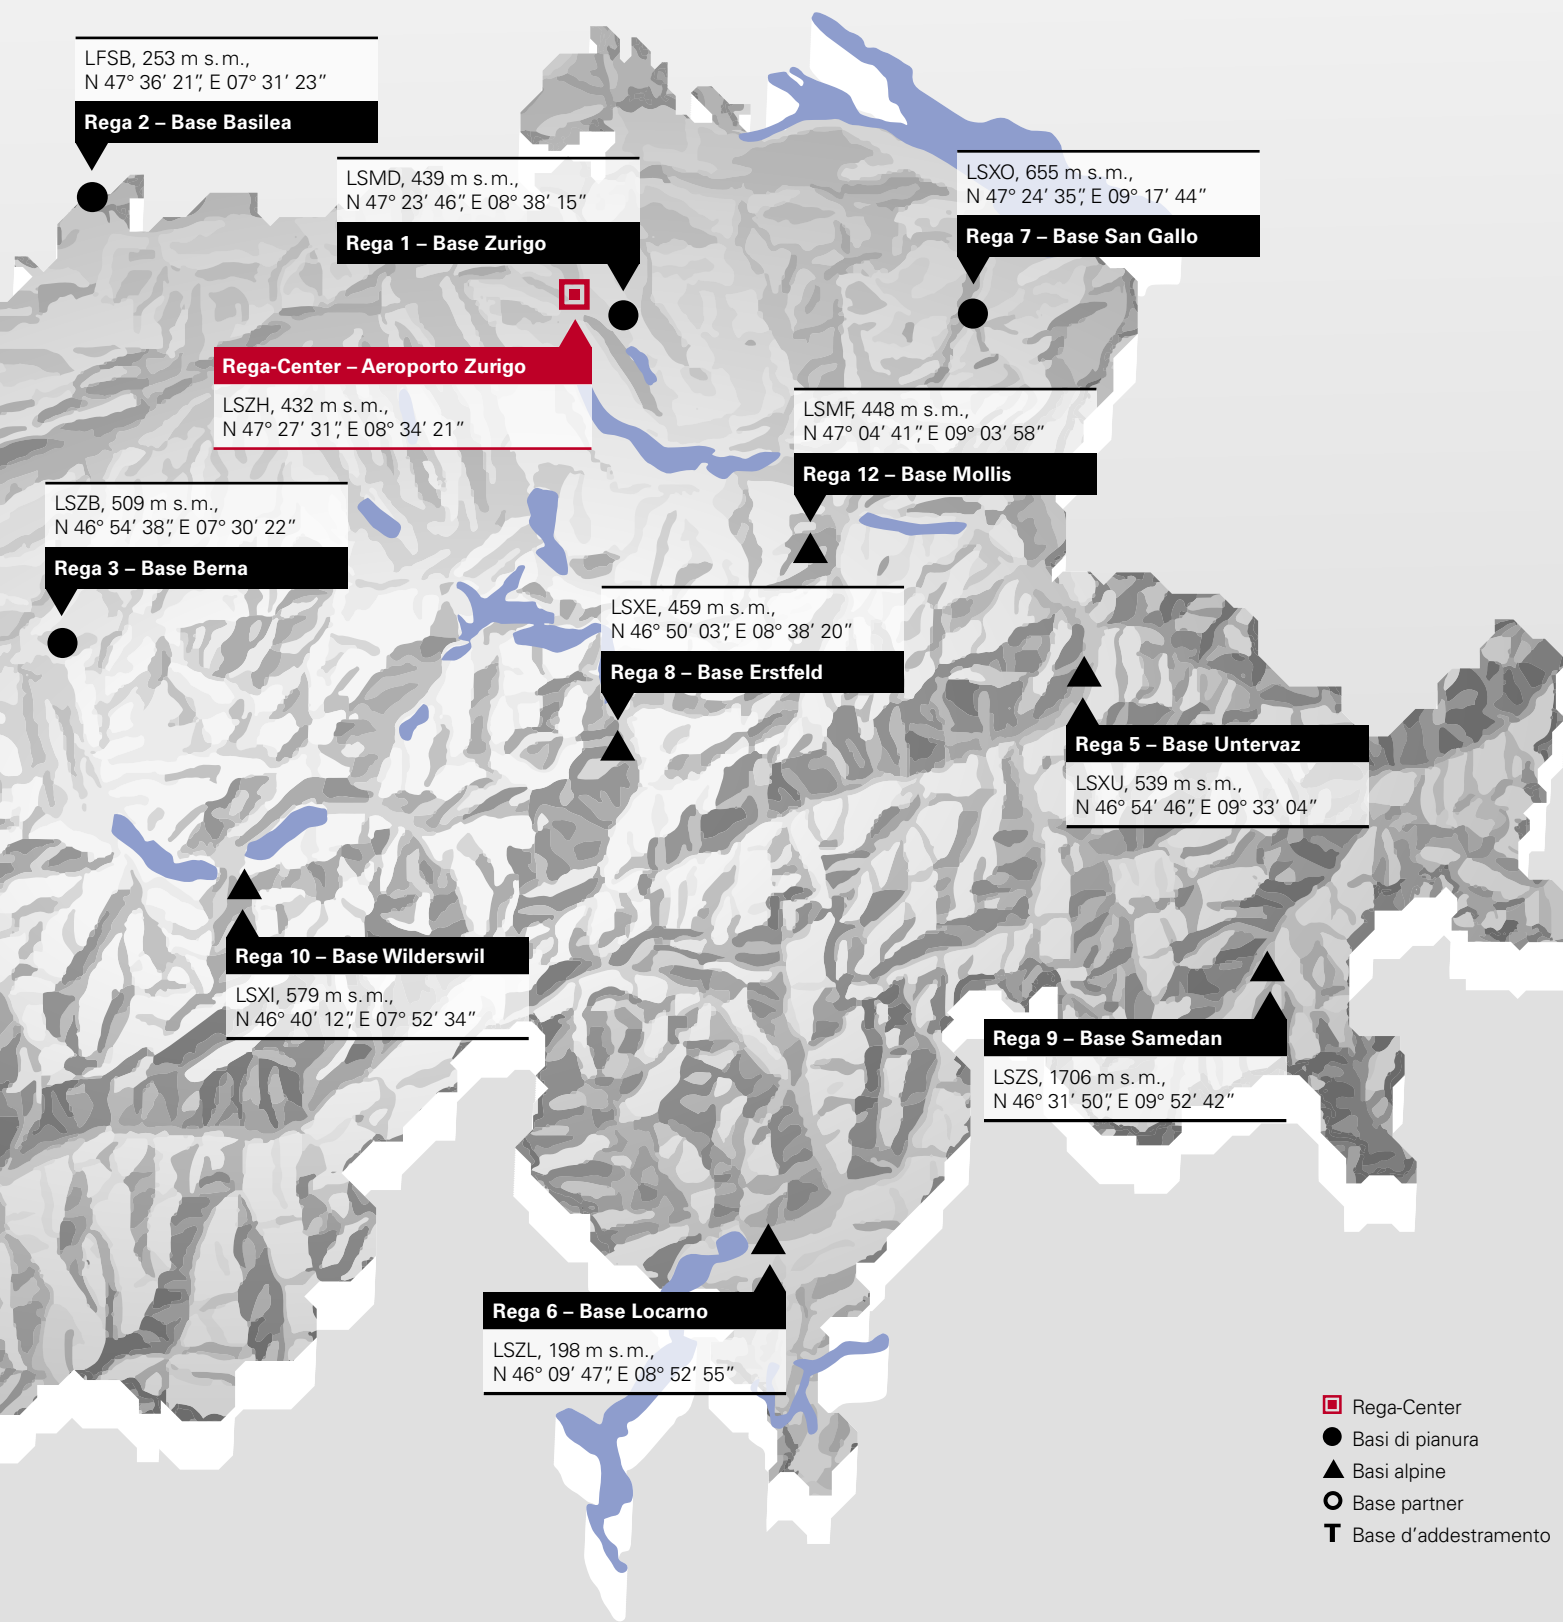 LFSB, 253 m s. m.,
N 47° 36′ 21″, E 07° 31′ 23″
Rega 2 – Base Basilea
LSMD, 439 m s. m.,
N 47° 23′ 46″, E 08° 38′ 15″
Rega 1 – Base Zurigo
LSXO, 655 m s. m.,
N 47° 24′ 35″, E 09° 17′ 44″
Rega 7 – Base San Gallo
Rega-Center – Aeroporto Zurigo
LSZH, 432 m s. m.,
N 47° 27′ 31″, E 08° 34′ 21″
LSMF, 448 m s. m.,
N 47° 04′ 41″, E 09° 03′ 58″
Rega 12 – Base Mollis
LSZB, 509 m s. m.,
N 46° 54′ 38″, E 07° 30′ 22″
Rega 3 – Base Berna
LSXE, 459 m s. m.,
N 46° 50′ 03″, E 08° 38′ 20″
Rega 8 – Base Erstfeld
Rega 5 – Base Untervaz
LSXU, 539 m s. m.,
N 46° 54′ 46″, E 09° 33′ 04″
Rega 10 – Base Wilderswil
LSXI, 579 m s. m.,
N 46° 40′ 12″, E 07° 52′ 34″
Rega 9 – Base Samedan
LSZS, 1706 m s. m.,
N 46° 31′ 50″, E 09° 52′ 42″
Rega 6 – Base Locarno
LSZL, 198 m s. m.,
N 46° 09′ 47″, E 08° 52′ 55″
Rega-Center
Basi di pianura
Basi alpine
Base partner
T Base d’addestramento